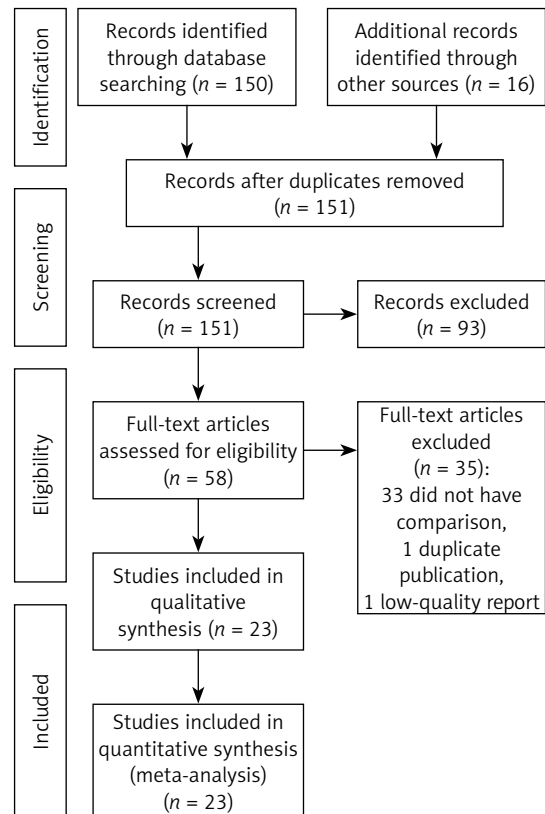 Identification
Records identified
through database
searching (n = 150)
Additional records
identified through
other sources (n = 16)
Records after duplicates removed
(n = 151)
Screening
Records screened
(n = 151)
Records excluded
(n = 93)
Eligibility
Full-text articles
assessed for eligibility
(n = 58)
Full-text articles
excluded
(n = 35):
33 did not have
comparison,
1 duplicate
publication,
1 low-quality report
Studies included in
qualitative
synthesis (n = 23)
Included
Studies included in
quantitative synthesis
(meta-analysis)
(n = 23)